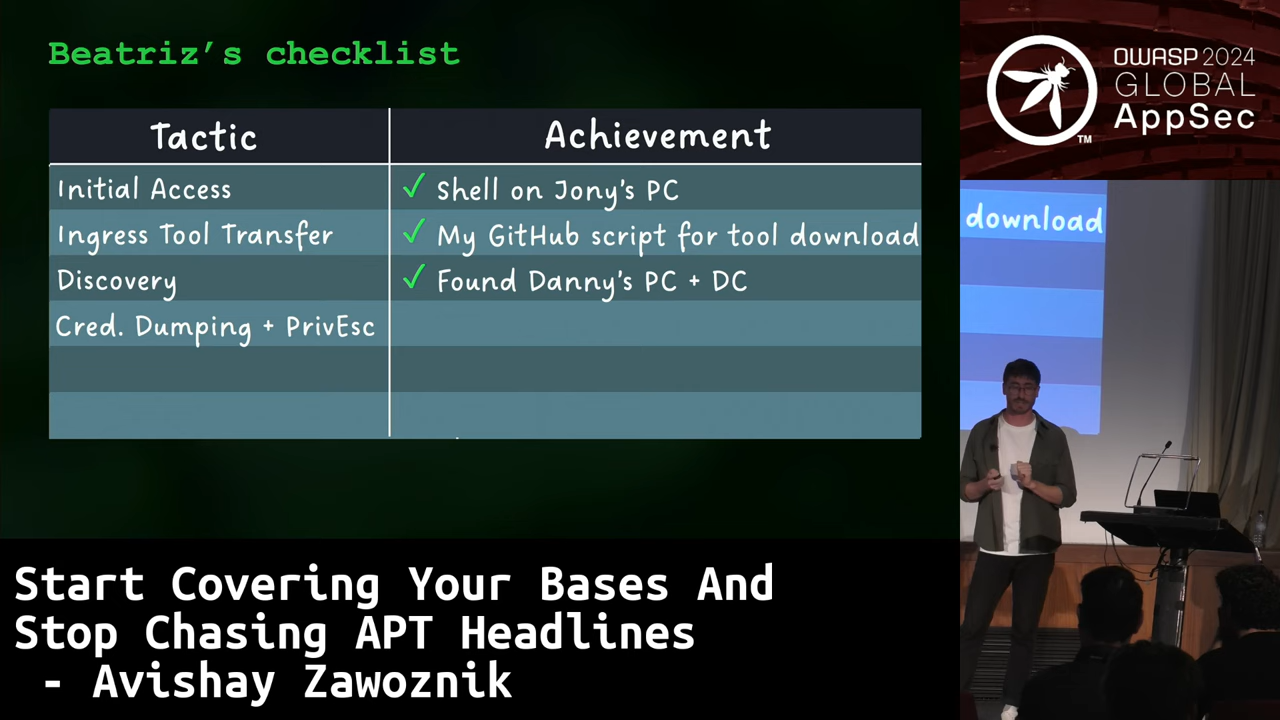 Beatriz’s checklist
Tactic Achievement
Initial Access ✓ Shell on Jony’s PC
Ingress Tool Transfer ✓ My GitHub script for tool download
Discovery ✓ Found Danny’s PC + DC
Cred. Dumping + PrivEsc
OWASP 2024
GLOBAL
AppSec
TM
download
Start Covering Your Bases And
Stop Chasing APT Headlines
- Avishay Zawoznik